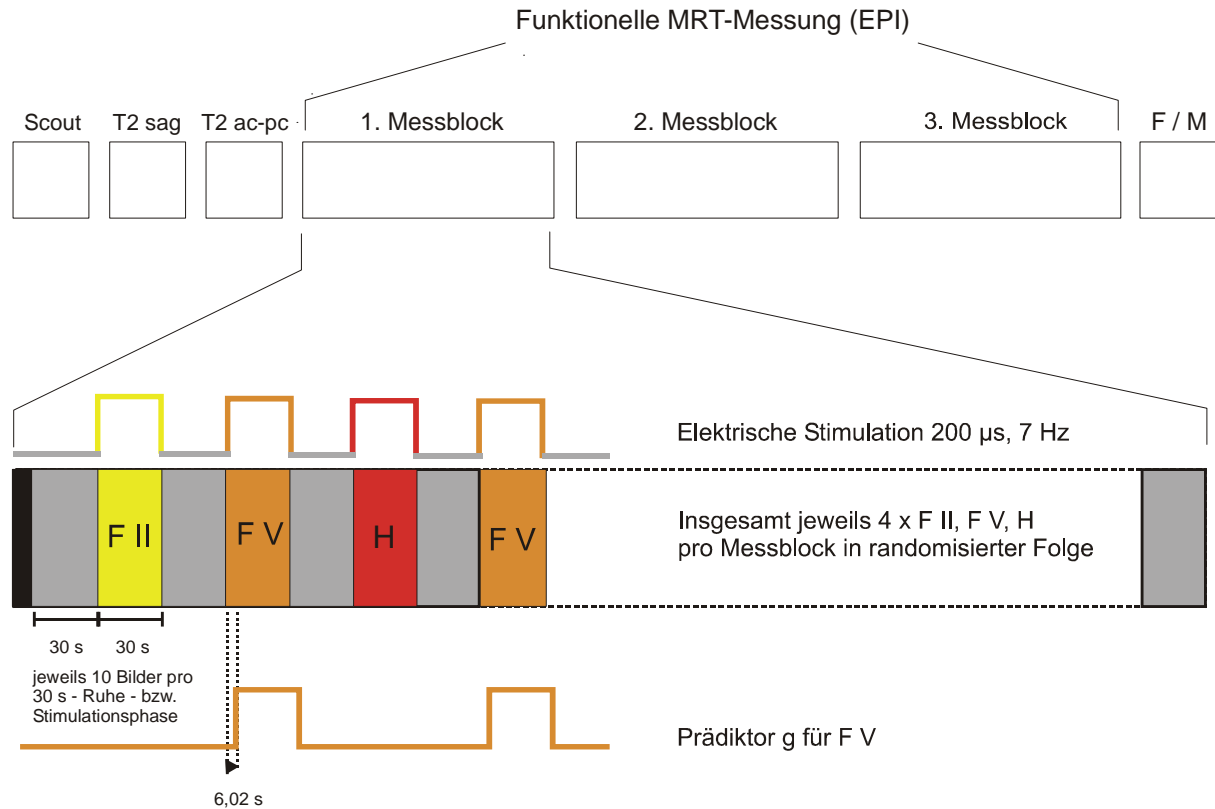 Funktionelle MRT-Messung (EPI)
Scout
T2 sag
T2 ac-pc
1. Messblock
2. Messblock
3. Messblock
F / M
Elektrische Stimulation 200 µs, 7 Hz
F II
F V
H
F V
Insgesamt jeweils 4 x F II, F V, H
pro Messblock in randomisierter Folge
30 s
30 s
jeweils 10 Bilder pro
30 s - Ruhe - bzw.
Stimulationsphase
Prädiktor g für F V
6,02 s